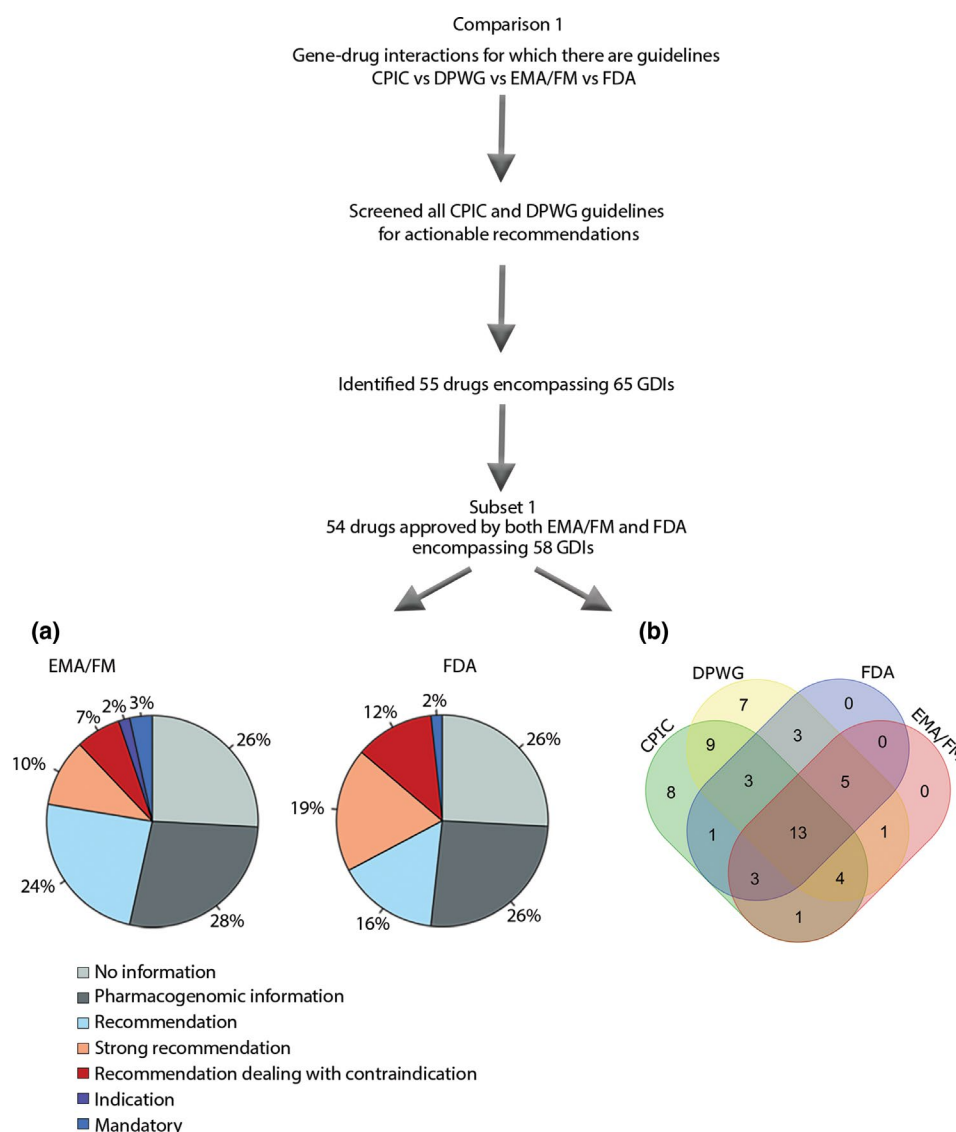 Comparison 1
Gene-drug interactions for which there are guidelines
CPIC vs DPWG vs EMA/FM vs FDA
Screened all CPIC and DPWG guidelines
for actionable recommendations
Identified 55 drugs encompassing 65 GDIs
Subset 1
54 drugs approved by both EMA/FM and FDA
encompassing 58 GDIs
(a)
EMA/FM
26%
28%
24%
10%
7%
2%
3%
FDA
26%
26%
16%
19%
12%
2%
No information
Pharmacogenomic information
Recommendation
Strong recommendation
Recommendation dealing with contraindication
Indication
Mandatory
(b)
DPWG
FDA
CPIC
EMA/FM
7
0
9
3
0
8
3
5
0
1
13
1
3
4
1